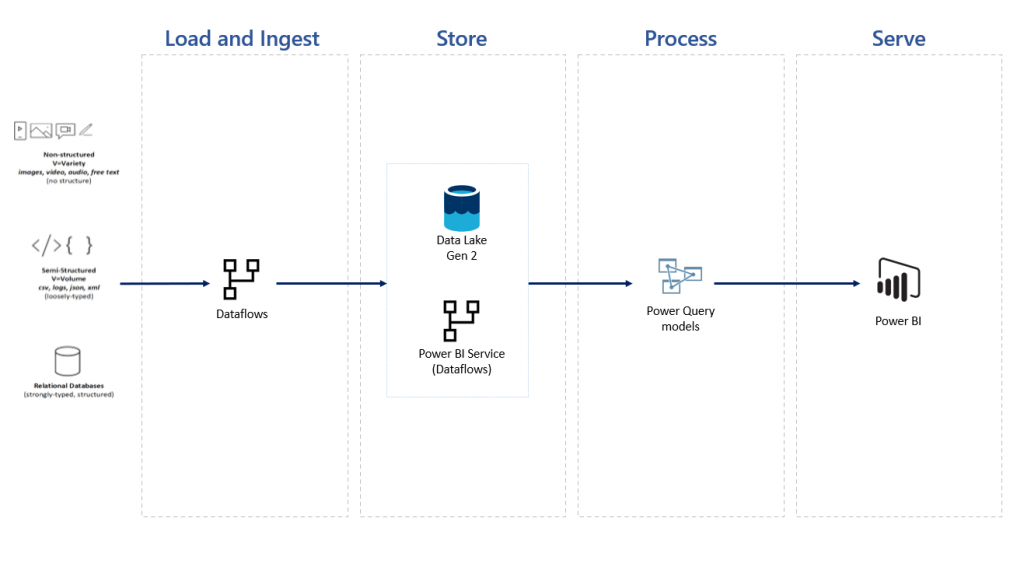 Load and Ingest
Store
Process
Serve
Non-structured
V=Variety
images, video, audio, free text
(no structure)
</>{ }
Semi-Structured
V=Volume
csv, logs, json, xml
(loosely-typed)
Relational Databases
(strongly-typed, structured)
Dataflows
Data Lake
Gen 2
Power BI Service
(Dataflows)
Power Query
models
Power BI